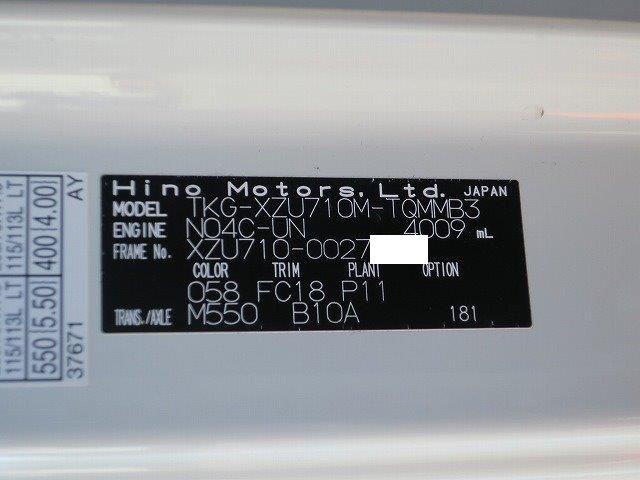 Hino Motors, Ltd. JAPAN
MODEL TKG-XZU710M-TQMMB3
ENGINE N04C-UN 4009 mL
FRAME No. XZU710-0027
COLOR TRIM PLANT OPTION
058 FC18 P11
TRANS./AXLE M550 B10A 181
115/113L LT
550 [5.50]
115/113L LT
400 [4.00]
37671
AY